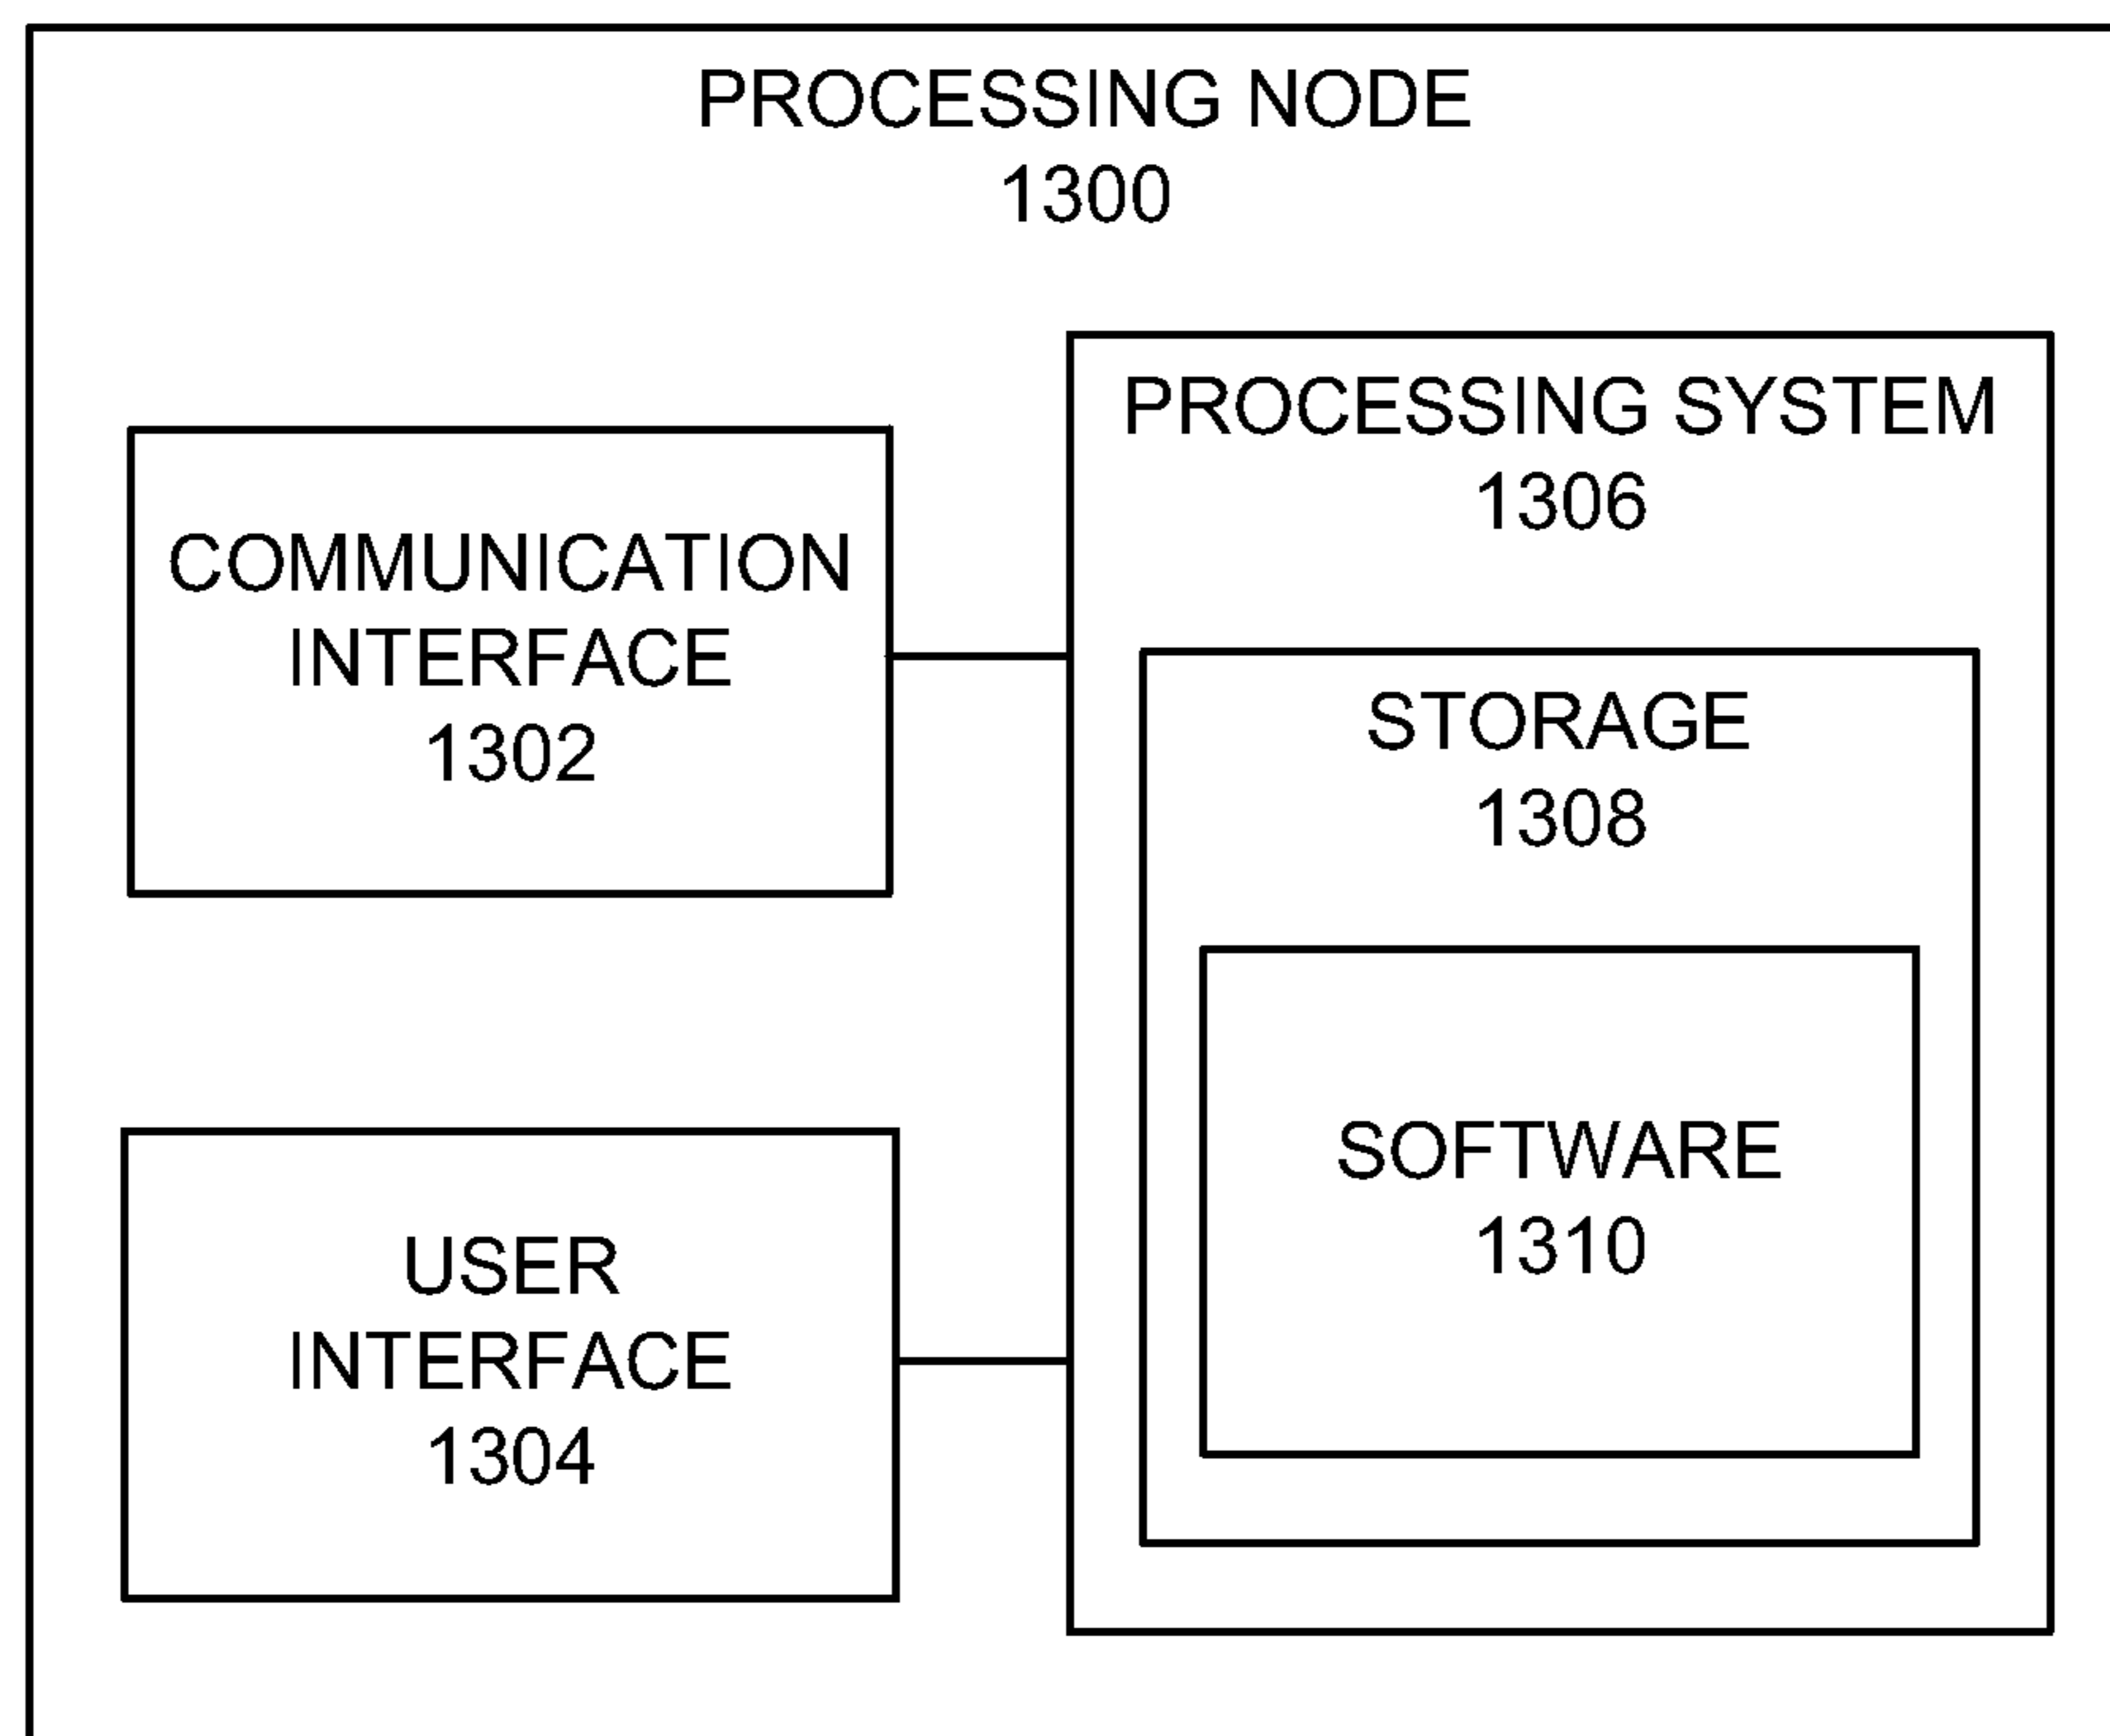 PROCESSING NODE
1300
COMMUNICATION
INTERFACE
1302
USER
INTERFACE
1304
PROCESSING SYSTEM
1306
STORAGE
1308
SOFTWARE
1310